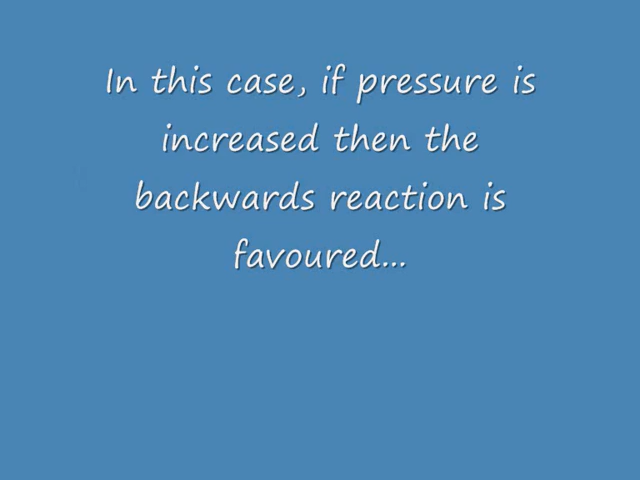 In this case, if pressure is
increased then the
backwards reaction is
favoured...